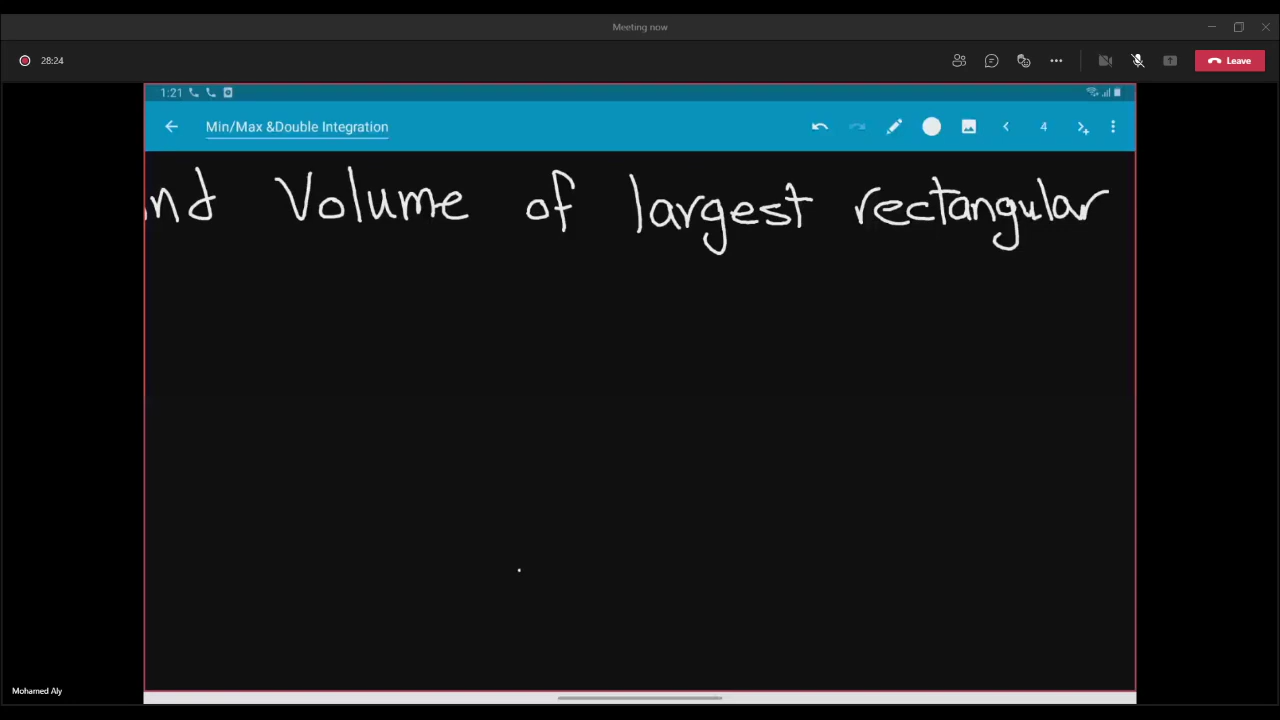 Meeting now
28:24
Leave
1:21
Min/Max &Double Integration
4
nd Volume of largest rectangular
Mohamed Aly